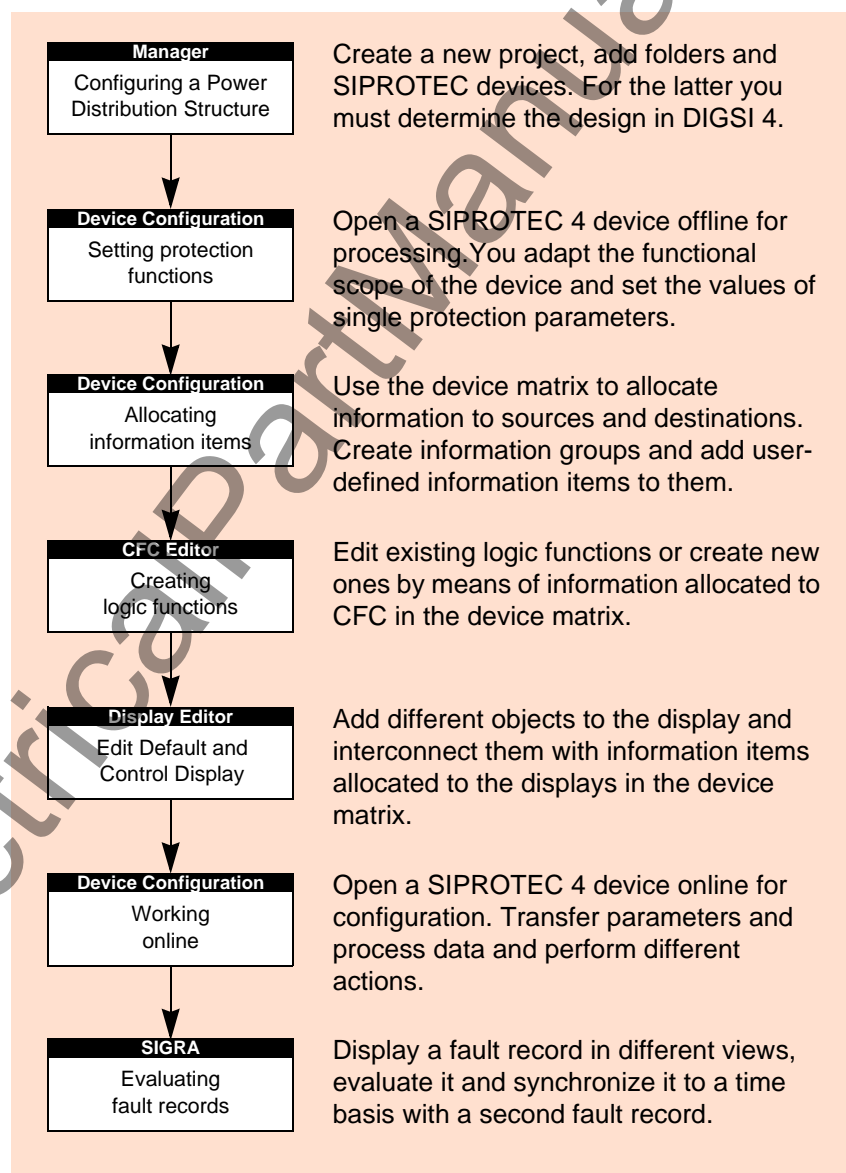 Manager
Configuring a Power
Distribution Structure
Create a new project, add folders and
SIPROTEC devices. For the latter you
must determine the design in DIGSI 4.
Device Configuration
Setting protection
functions
Open a SIPROTEC 4 device offline for
processing.You adapt the functional
scope of the device and set the values of
single protection parameters.
Device Configuration
Allocating
information items
Use the device matrix to allocate
information to sources and destinations.
Create information groups and add user-
defined information items to them.
CFC Editor
Creating
logic functions
Edit existing logic functions or create new
ones by means of information allocated to
CFC in the device matrix.
Display Editor
Edit Default and
Control Display
Add different objects to the display and
interconnect them with information items
allocated to the displays in the device
matrix.
Device Configuration
Working
online
Open a SIPROTEC 4 device online for
configuration. Transfer parameters and
process data and perform different
actions.
SIGRA
Evaluating
fault records
Display a fault record in different views,
evaluate it and synchronize it to a time
basis with a second fault record.
ctricalPartManua